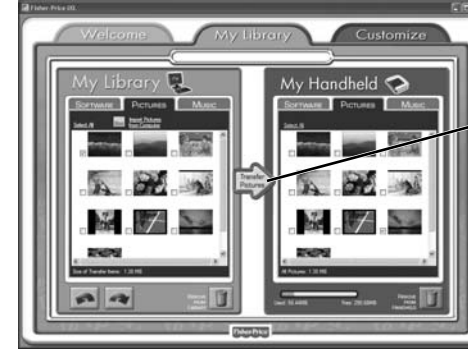 Fisher-Price I/O.
Welcome
My Library
Customize
My Library
My Handheld
SOFTWARE PICTURES MUSIC
SOFTWARE PICTURES MUSIC
Select All
Import Pictures
from Computer
Select All
Transfer
Pictures
Size of Transfer Items: 1.38 MB
All Pictures: 1.38 MB
REMOVE
FROM
LIBRARY
REMOVE
FROM
HANDHELD
Fisher-Price